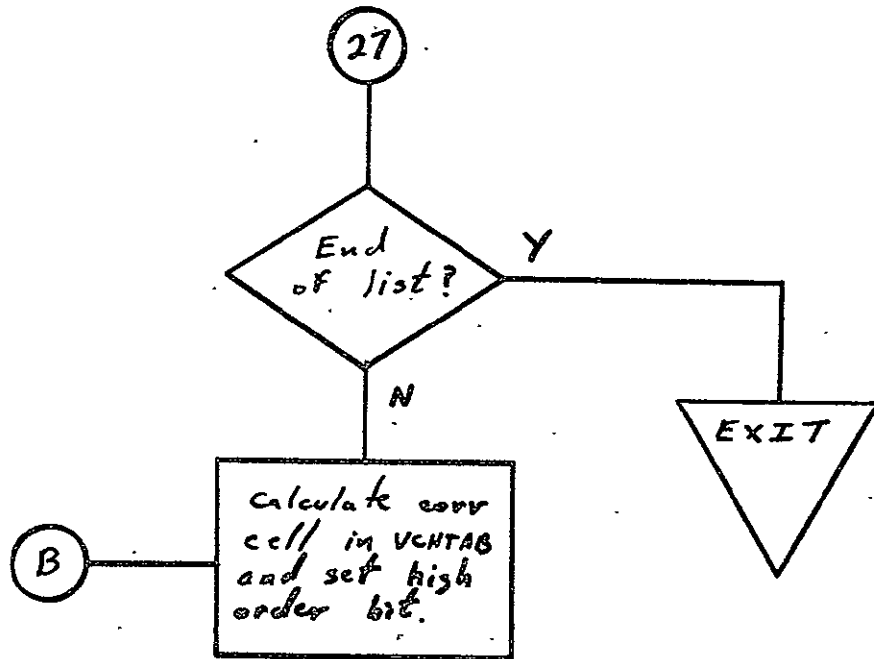 27
End
of list?
Y
N
EXIT
Calculate corr
cell in VCHTAB
and set high
order bit.
B